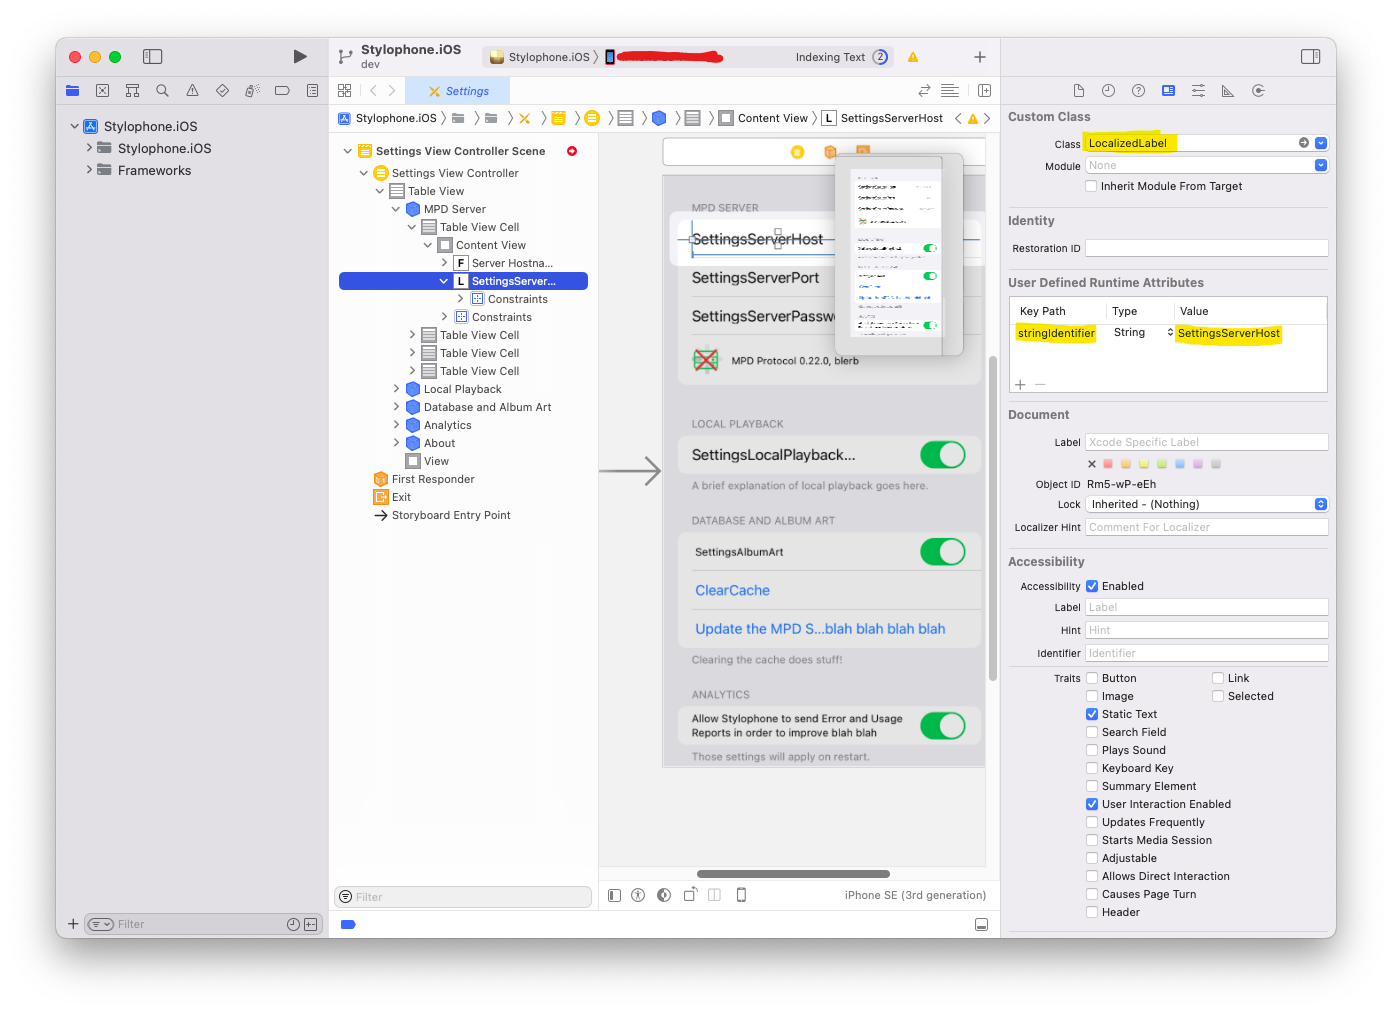 Stylophone.iOS
dev
Stylophone.iOS
Indexing Text
2
Settings
Stylophone.iOS
Content View
L
SettingsServerHost
Stylophone.iOS
Stylophone.iOS
Frameworks
Filter
Settings View Controller Scene
Settings View Controller
Table View
MPD Server
Table View Cell
Content View
F Server Hostna...
L SettingsServer...
Constraints
Constraints
Table View Cell
Table View Cell
Table View Cell
Local Playback
Database and Album Art
Analytics
About
View
First Responder
Exit
Storyboard Entry Point
Filter
MPD SERVER
SettingsServerHost
SettingsServerPort
SettingsServerPassw
MPD Protocol 0.22.0, blerb
LOCAL PLAYBACK
SettingsLocalPlayback...
A brief explanation of local playback goes here.
DATABASE AND ALBUM ART
SettingsAlbumArt
ClearCache
Update the MPD S...blah blah blah blah
Clearing the cache does stuff!
ANALYTICS
Allow Stylophone to send Error and Usage
Reports in order to improve blah blah
Those settings will apply on restart.
iPhone SE (3rd generation)
Custom Class
Class LocalizedLabel
Module None
Inherit Module From Target
Identity
Restoration ID
User Defined Runtime Attributes
Key Path Type Value
stringIdentifier String SettingsServerHost
Document
Label Xcode Specific Label
Object ID Rm5-wP-eEh
Lock Inherited - (Nothing)
Localizer Hint Comment For Localizer
Accessibility
Accessibility Enabled
Label Label
Hint Hint
Identifier Identifier
Traits Button Link
Image Selected
Static Text
Search Field
Plays Sound
Keyboard Key
Summary Element
User Interaction Enabled
Updates Frequently
Starts Media Session
Adjustable
Allows Direct Interaction
Causes Page Turn
Header